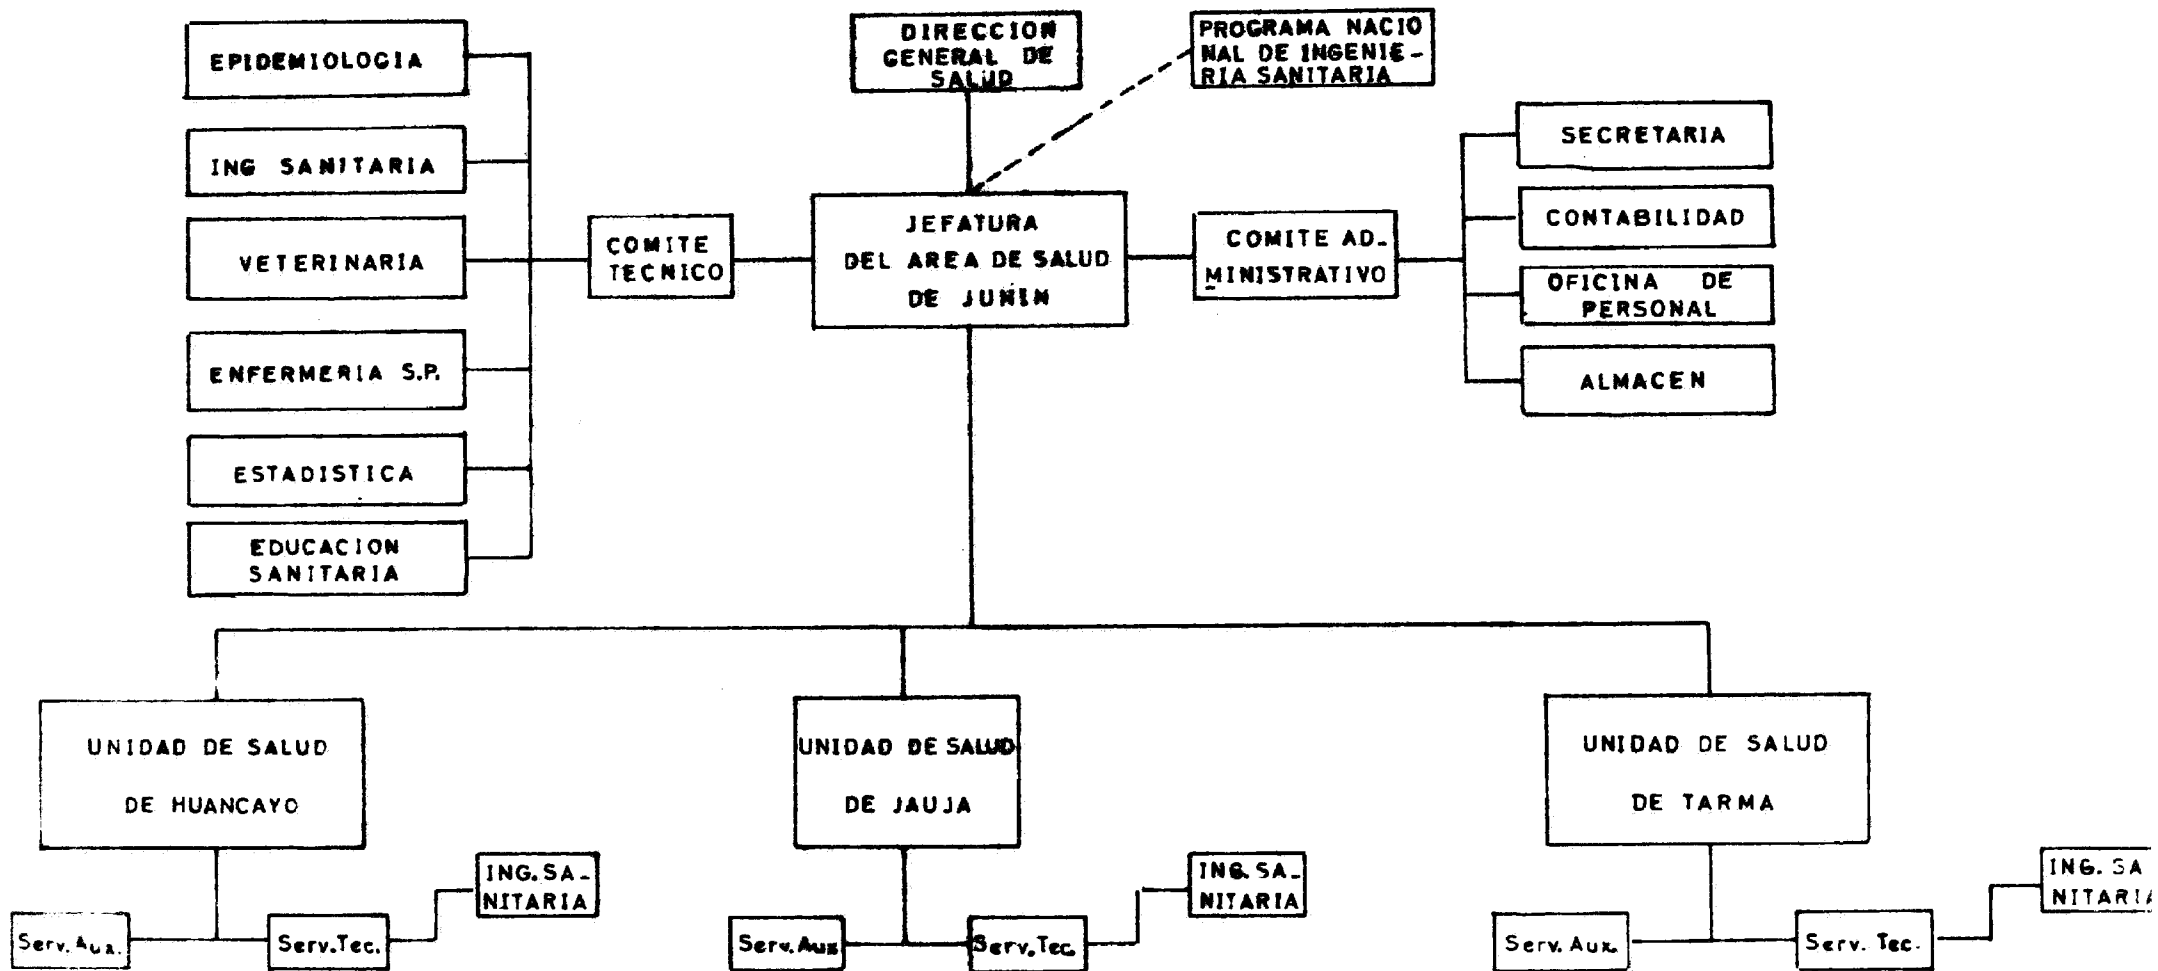 DIRECCION
GENERAL DE
SALUD
PROGRAMA NACIO
NAL DE INGENIE-
RIA SANITARIA
EPIDEMIOLOGIA
ING SANITARIA
VETERINARIA
ENFERMERIA S.P.
ESTADISTICA
EDUCACION
SANITARIA
COMITE
TECNICO
JEFATURA
DEL AREA DE SALUD
DE JUNIN
COMITE AD-
MINISTRATIVO
SECRETARIA
CONTABILIDAD
OFICINA DE
PERSONAL
ALMACEN
UNIDAD DE SALUD
DE HUANCAYO
Serv. Aux.
Serv.Tec.
ING.SA-
NITARIA
UNIDAD DE SALUD
DE JAUJA
Serv. Aux
Serv.Tec.
ING.SA-
NITARIA
UNIDAD DE SALUD
DE TARMA
Serv. Aux.
Serv. Tec.
ING. SA
NITARIA